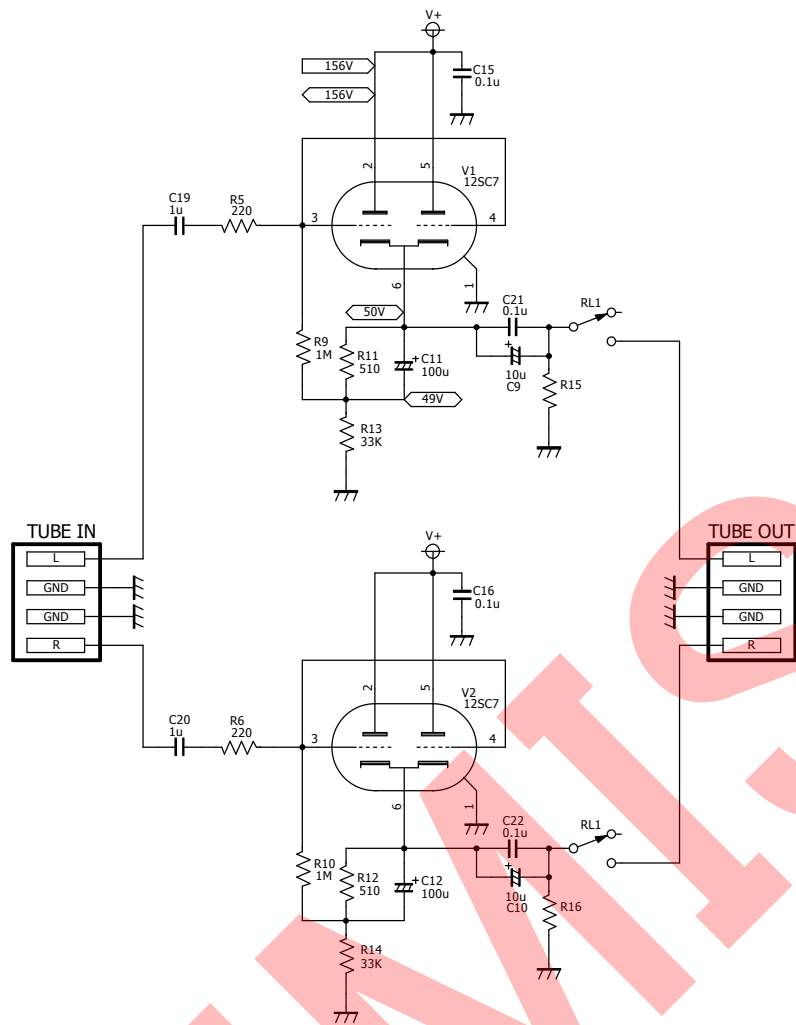 V+
156V
156V
C15
0.1u
2
5
V1
12SC7
C19
1u
R5
220
3
4
6
1
50V
C21
0.1u
RL1
R9
1M
R11
510
C11
100u
10u
C9
R15
49V
R13
33K
TUBE IN
TUBE OUT
L
GND
GND
R
L
GND
GND
R
V+
C16
0.1u
2
5
V2
12SC7
C20
1u
R6
220
3
4
6
1
C22
0.1u
RL1
R10
1M
R12
510
C12
100u
10u
C10
R16
R14
33K